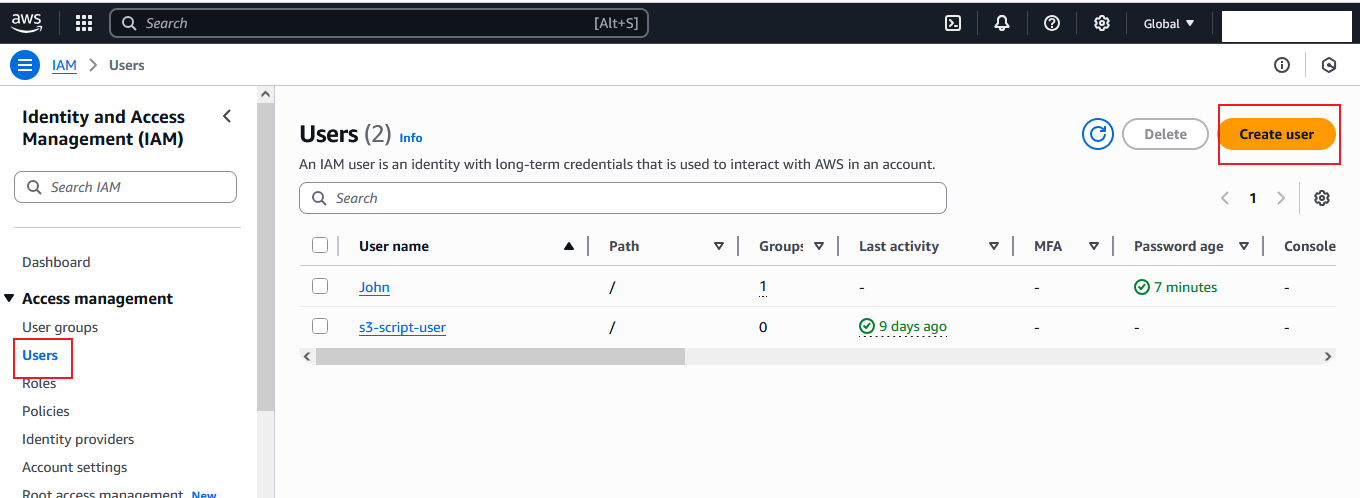 aws Search [Alt+S] Global
IAM > Users
Identity and Access
Management (IAM)
Search IAM
Dashboard
Access management
User groups
Users
Roles
Policies
Identity providers
Account settings
Root access management New
Users (2) Info
Delete
Create user
An IAM user is an identity with long-term credentials that is used to interact with AWS in an account.
Search
1
User name Path Groups Last activity MFA Password age Console
John / 1 - - 7 minutes -
s3-script-user / 0 9 days ago - - -